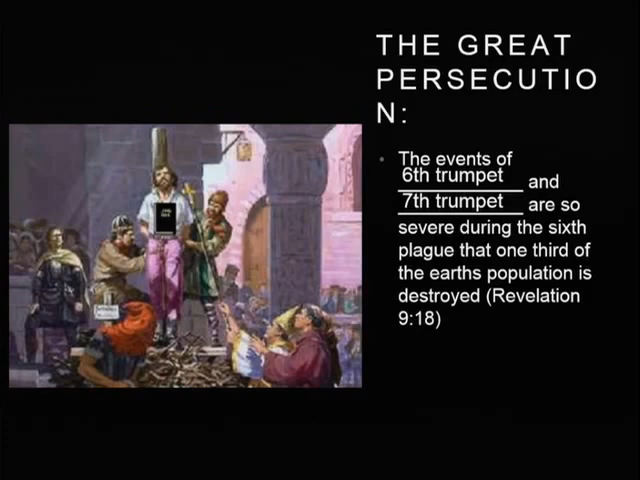 THE GREAT
PERSECUTIO
N:
• The events of
6th trumpet and
7th trumpet are so
severe during the sixth
plague that one third of
the earths population is
destroyed (Revelation
9:18)